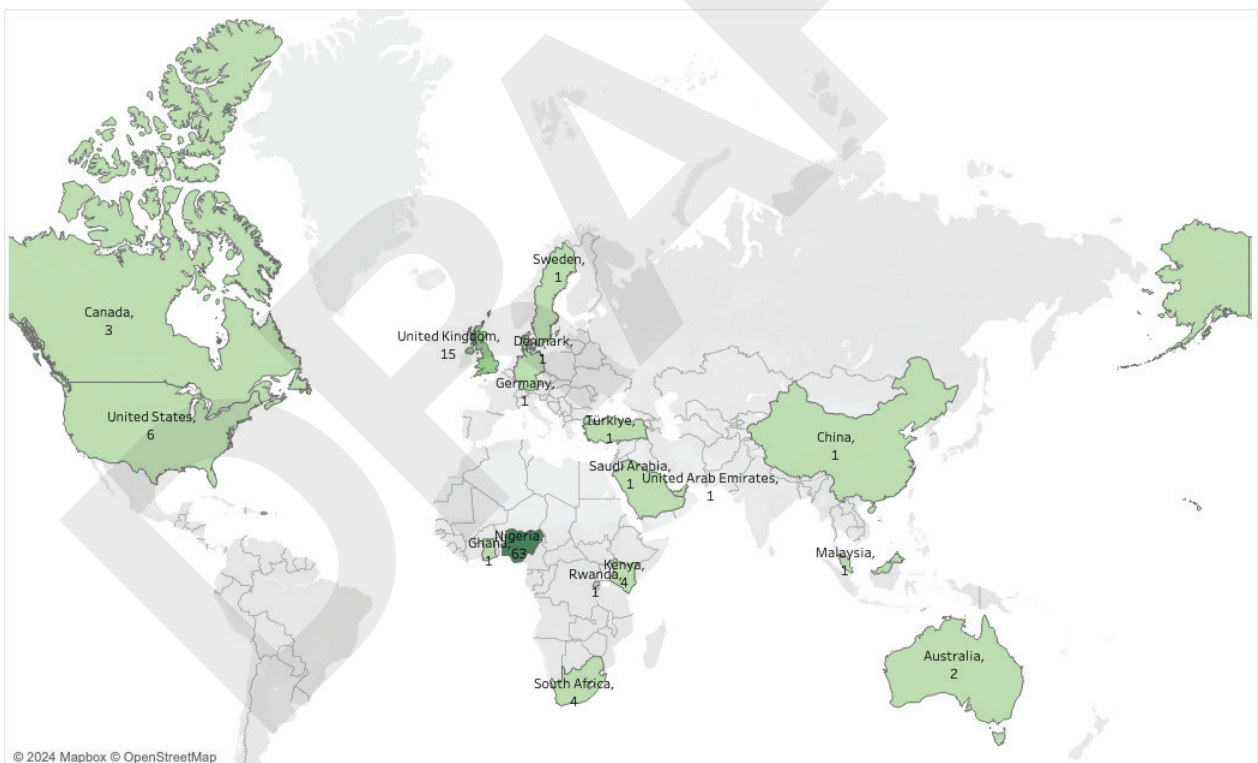 DRAFT
Sweden,
1
Canada,
3
United Kingdom,
15
Denmark,
1
Germany,
1
United States,
6
Türkiye,
1
China,
1
Saudi Arabia,
1
United Arab Emirates,
1
Nigeria,
63
Ghana,
1
Malaysia,
1
Kenya,
4
Rwanda,
1
Australia,
2
South Africa,
4
© 2024 Mapbox © OpenStreetMap